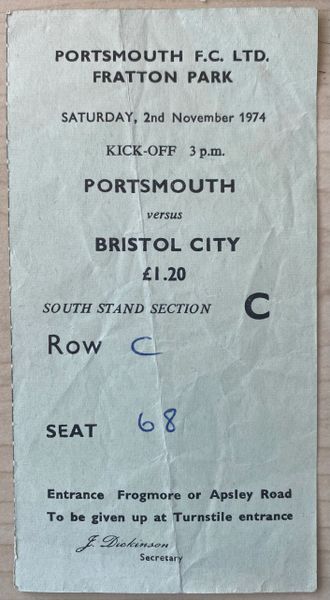 PORTSMOUTH F.C. LTD.
FRATTON PARK
SATURDAY, 2nd November 1974
KICK-OFF 3 p.m.
PORTSMOUTH
versus
BRISTOL CITY
£1.20
SOUTH STAND SECTION C
Row C
SEAT 68
Entrance Frogmore or Apsley Road
To be given up at Turnstile entrance
J. Dickinson
Secretary